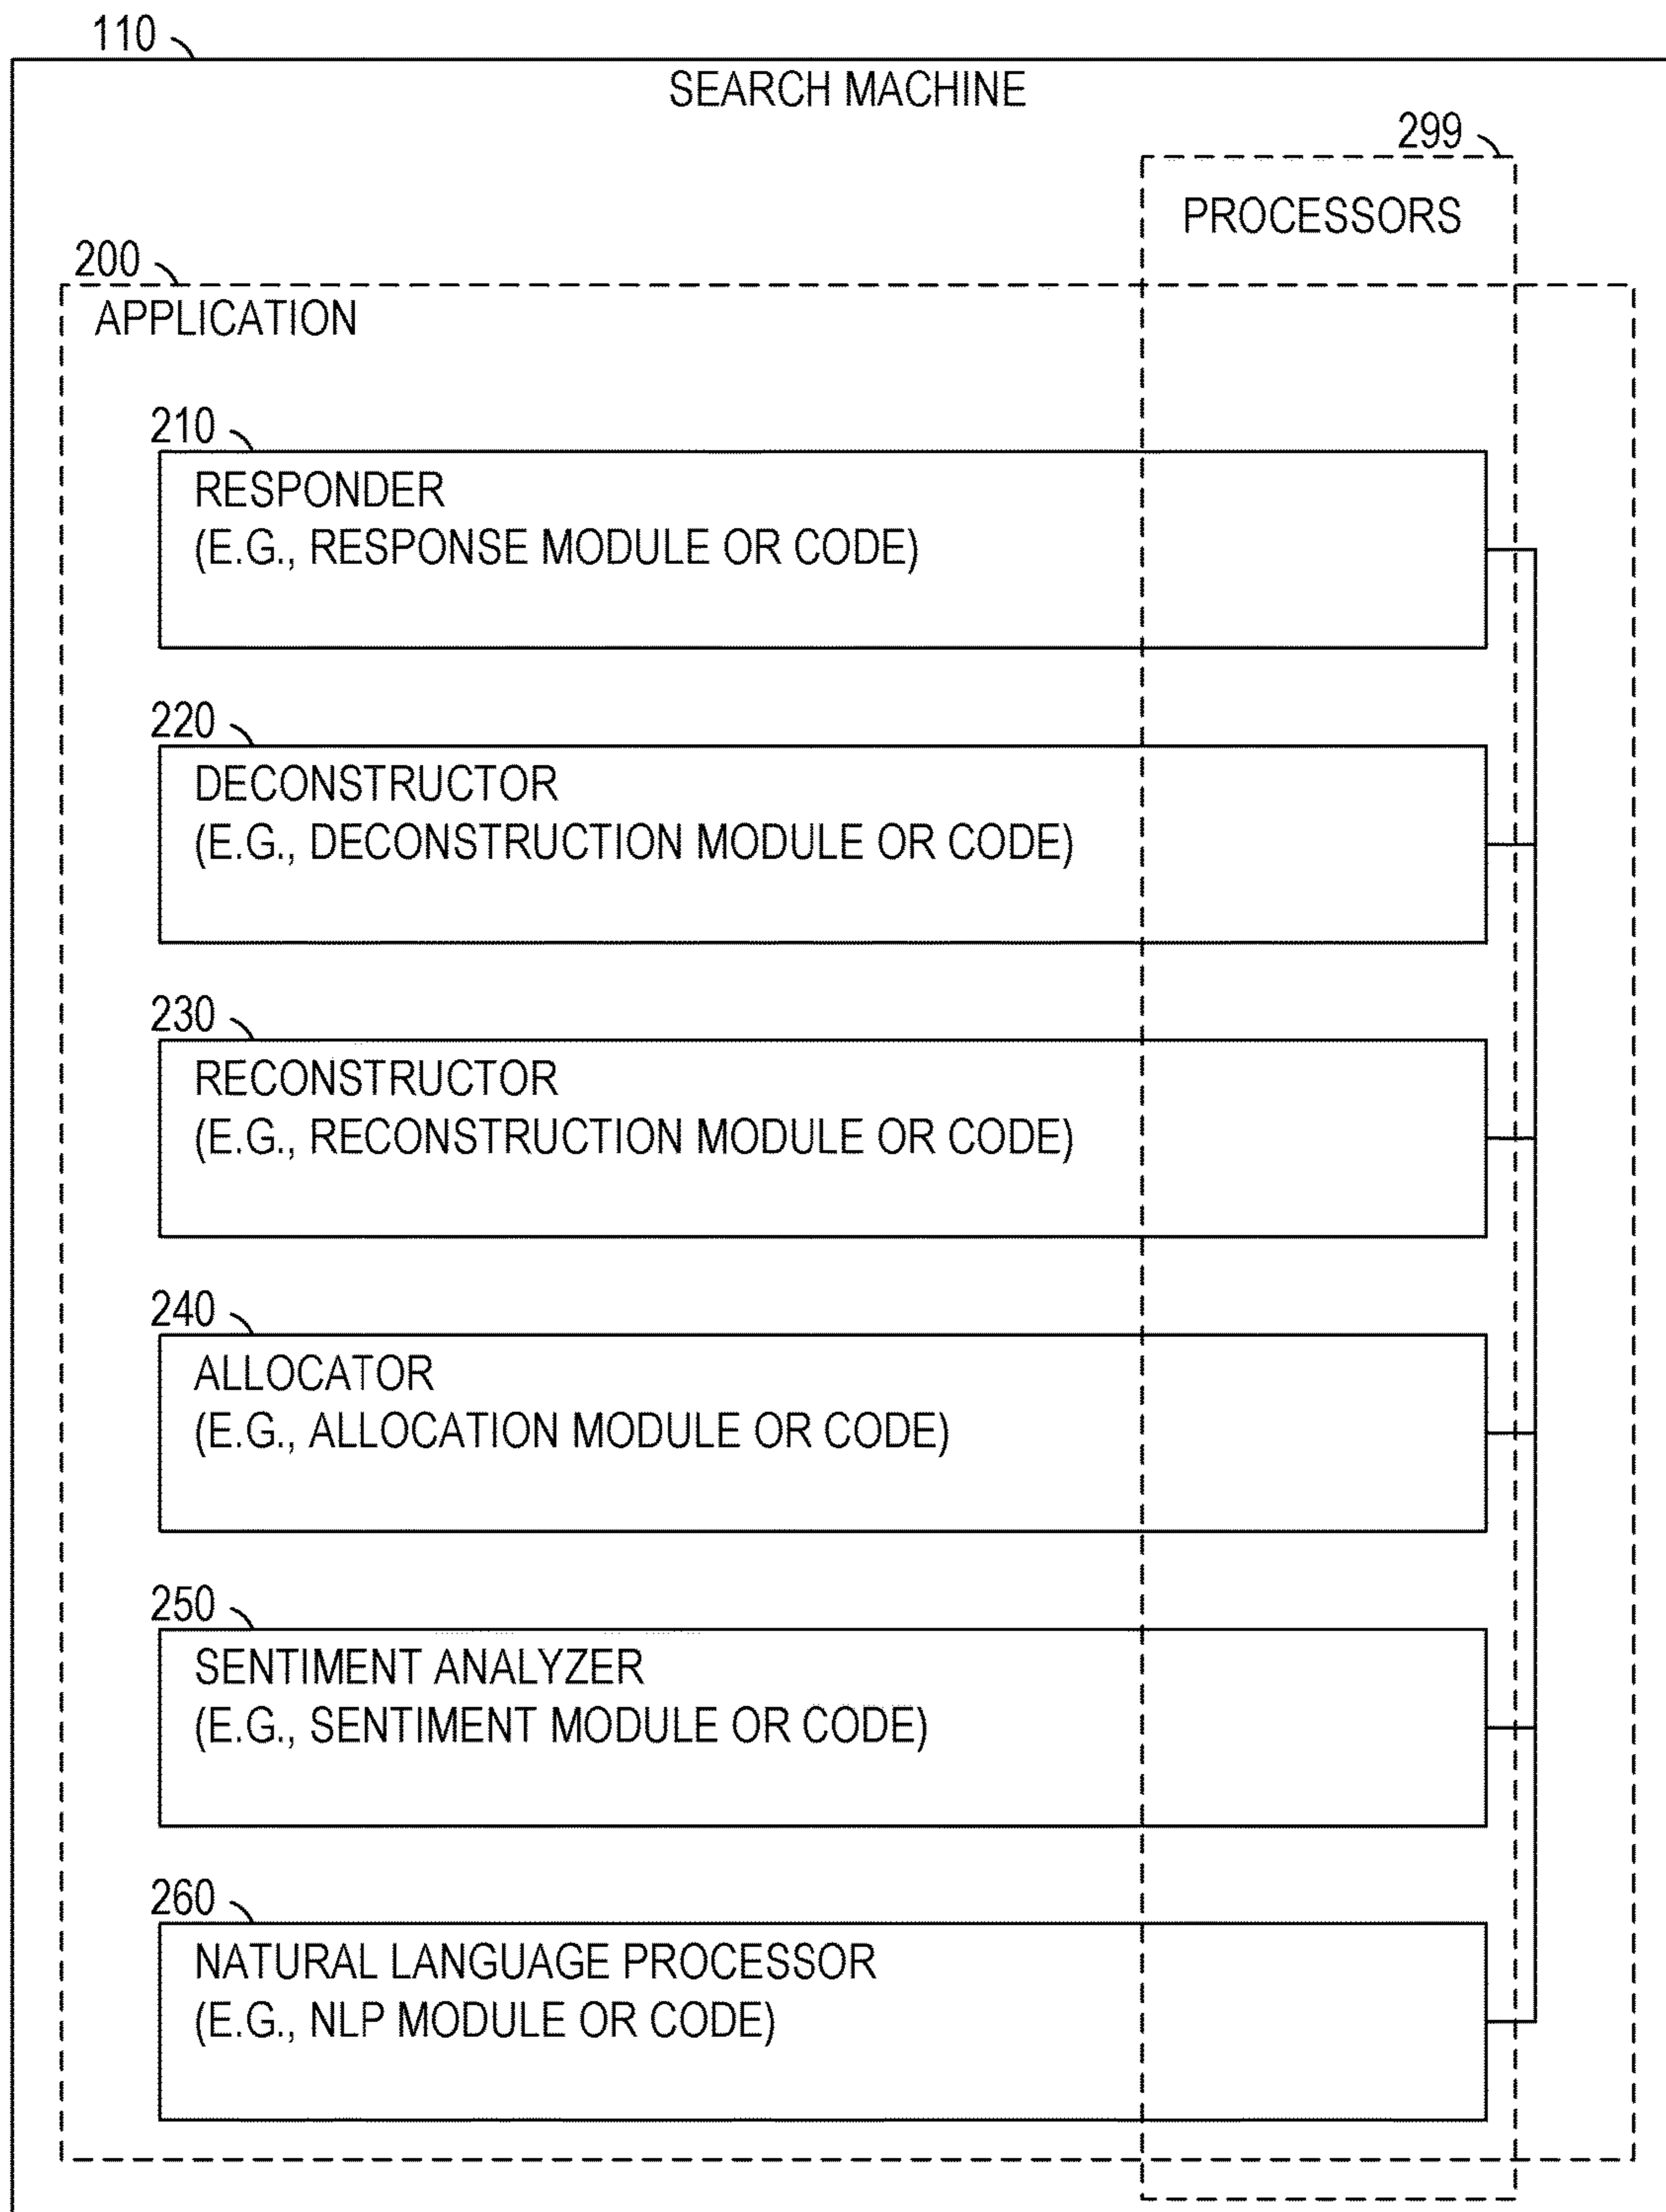 110
SEARCH MACHINE
299
PROCESSORS
200
APPLICATION
210
RESPONDER
(E.G., RESPONSE MODULE OR CODE)
220
DECONSTRUCTOR
(E.G., DECONSTRUCTION MODULE OR CODE)
230
RECONSTRUCTOR
(E.G., RECONSTRUCTION MODULE OR CODE)
240
ALLOCATOR
(E.G., ALLOCATION MODULE OR CODE)
250
SENTIMENT ANALYZER
(E.G., SENTIMENT MODULE OR CODE)
260
NATURAL LANGUAGE PROCESSOR
(E.G., NLP MODULE OR CODE)